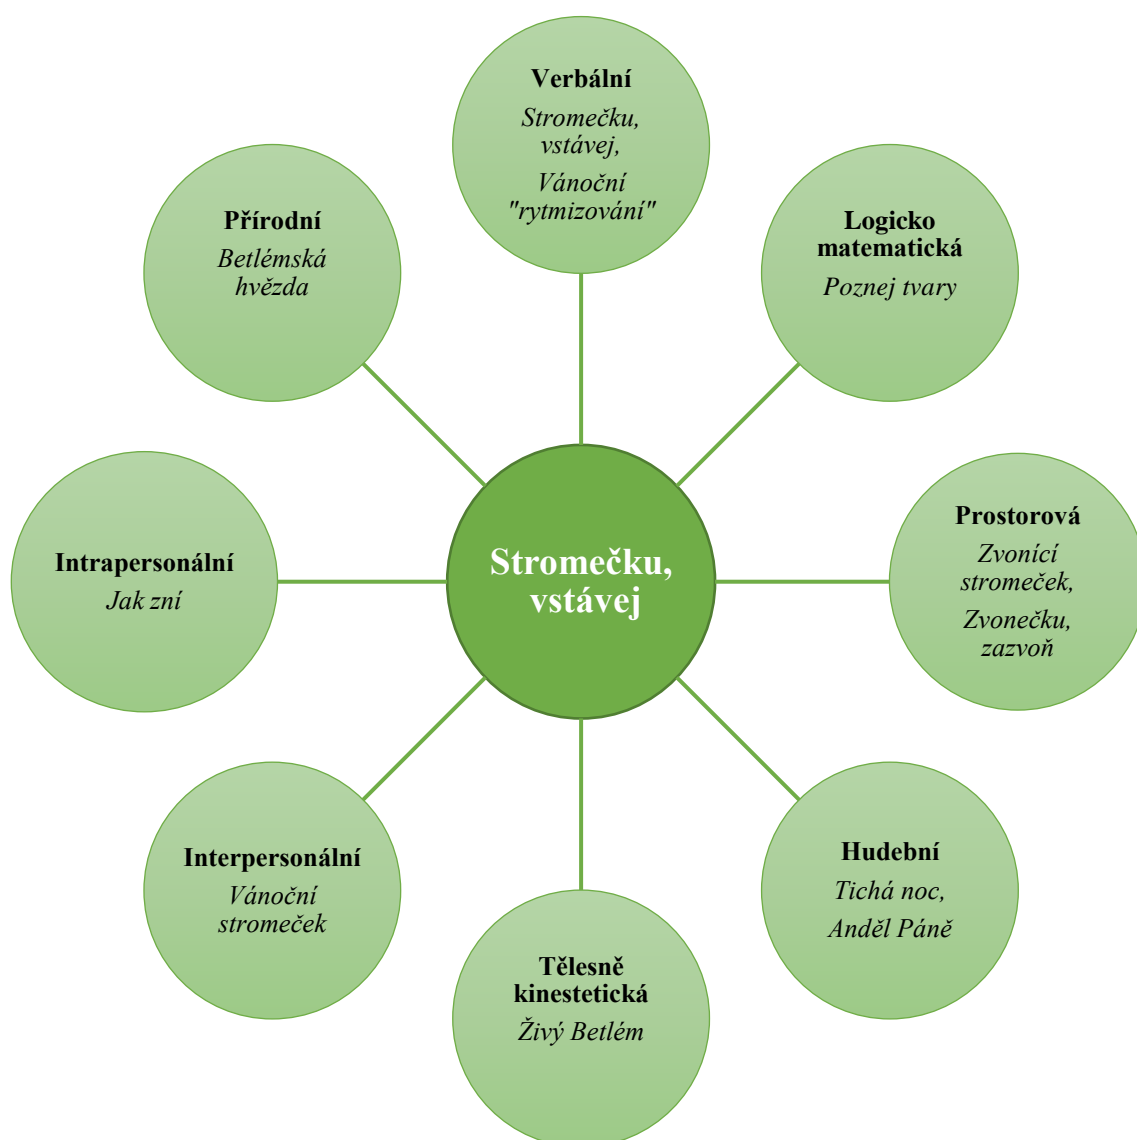 Verbální
Stromečku,
vstávej,
Vánoční
"rytmizování"
Logicko
matematická
Poznej tvary
Prostorová
Zvonící
stromeček,
Zvonečku,
zazvoň
Hudební
Tichá noc,
Anděl Páně
Tělesně
kinestetická
Živý Betlém
Interpersonální
Vánoční
stromeček
Intrapersonální
Jak zní
Přírodní
Betlémská
hvězda
Stromečku,
vstávej